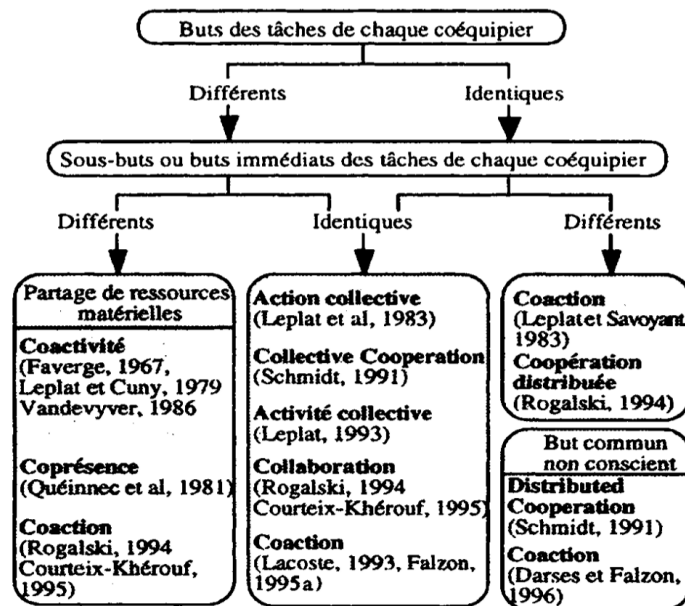 Buts des tâches de chaque coéquipier
Différents
Identiques
Sous-buts ou buts immédiats des tâches de chaque coéquipier
Différents
Identiques
Différents
Partage de ressources
matérielles
Coactivité
(Faverge, 1967,
Leplat et Cuny, 1979
Vandevyver, 1986
Coprésence
(Quéinnec et al, 1981)
Coaction
(Rogalski, 1994
Courteix-Khérouf,
1995)
Action collective
(Leplat et al, 1983)
Collective Cooperation
(Schmidt, 1991)
Activité collective
(Leplat, 1993)
Collaboration
(Rogalski, 1994
Courteix-Khérouf, 1995)
Coaction
(Lacoste, 1993, Falzon,
1995a)
Coaction
(Leplat et Savoyant
1983)
Coopération
distribuée
(Rogalski, 1994)
But commun
non conscient
Distributed
Cooperation
(Schmidt, 1991)
Coaction
(Darses et Falzon,
1996)